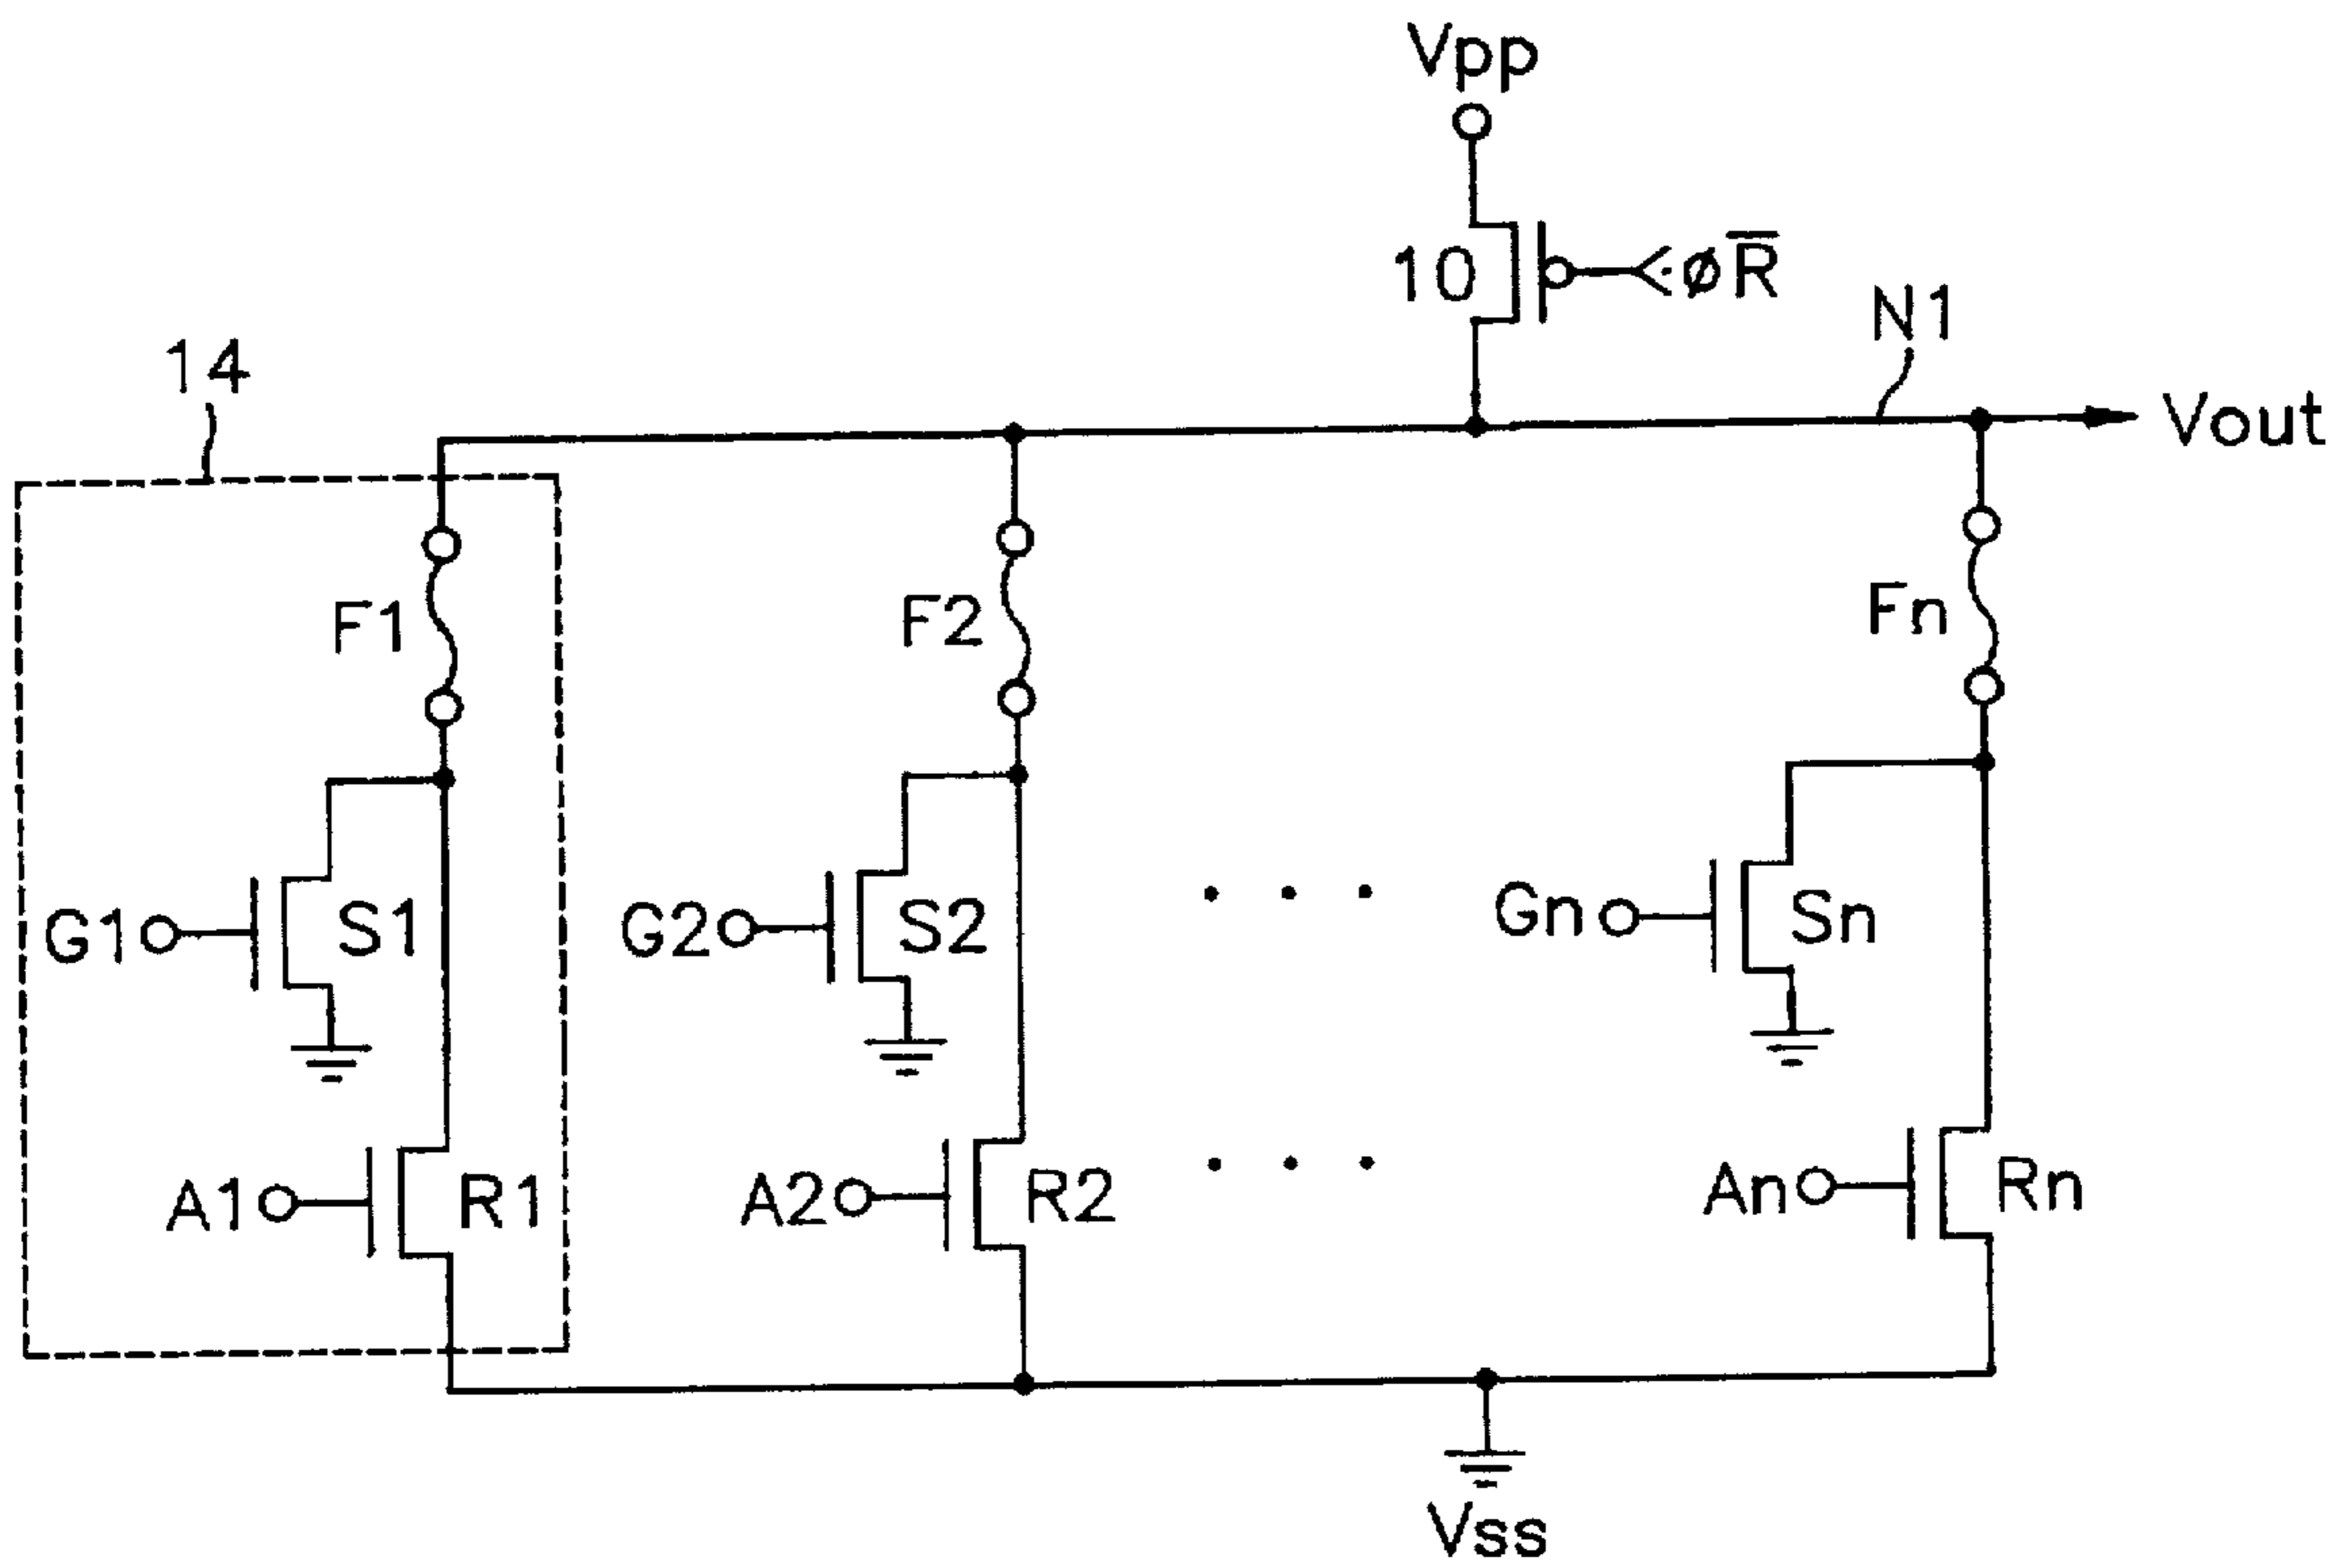 Vpp
10
øR̅
N1
14
Vout
F1
F2
Fn
G1
S1
G2
S2
. . .
Gn
Sn
A1
R1
A2
R2
. . .
An
Rn
Vss